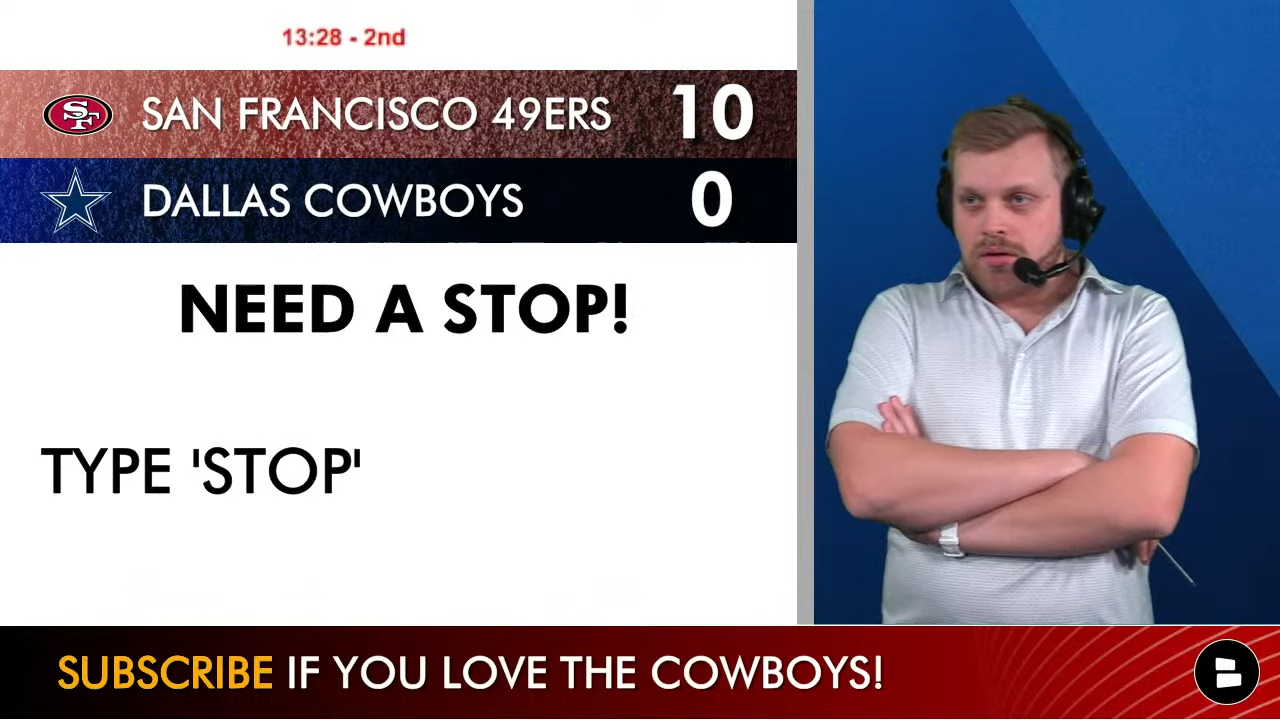 13:28 - 2nd
SF SAN FRANCISCO 49ERS 10
DALLAS COWBOYS 0
NEED A STOP!
TYPE 'STOP'
SUBSCRIBE IF YOU LOVE THE COWBOYS!